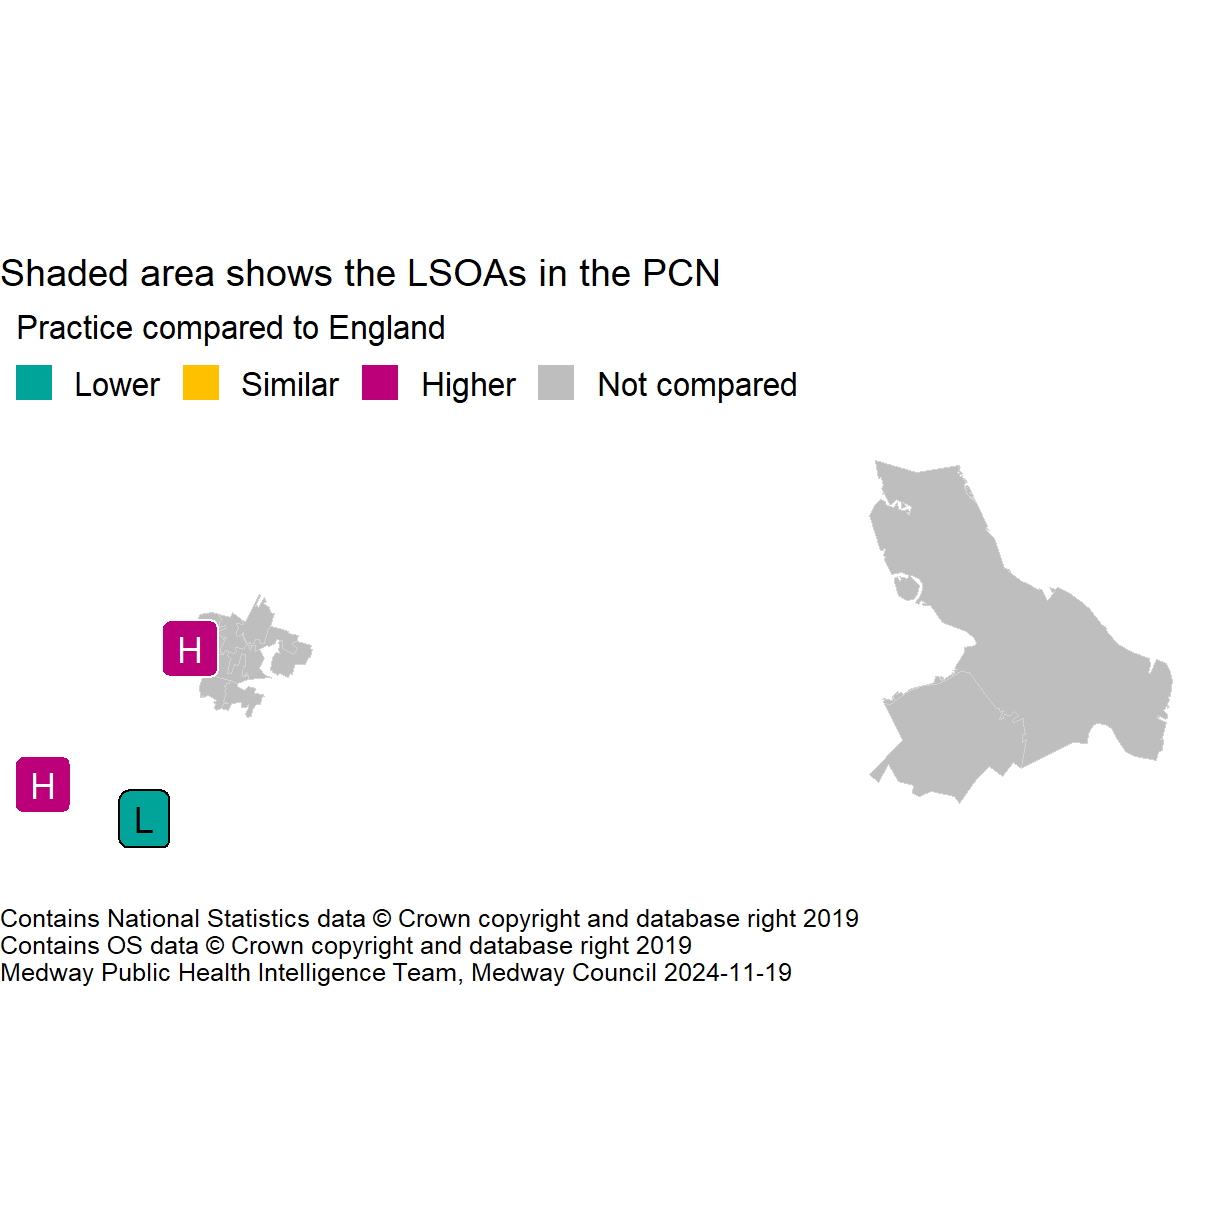 Shaded area shows the LSOAs in the PCN
Practice compared to England
Lower Similar Higher Not compared
H
H
L
Contains National Statistics data © Crown copyright and database right 2019
Contains OS data © Crown copyright and database right 2019
Medway Public Health Intelligence Team, Medway Council 2024-11-19